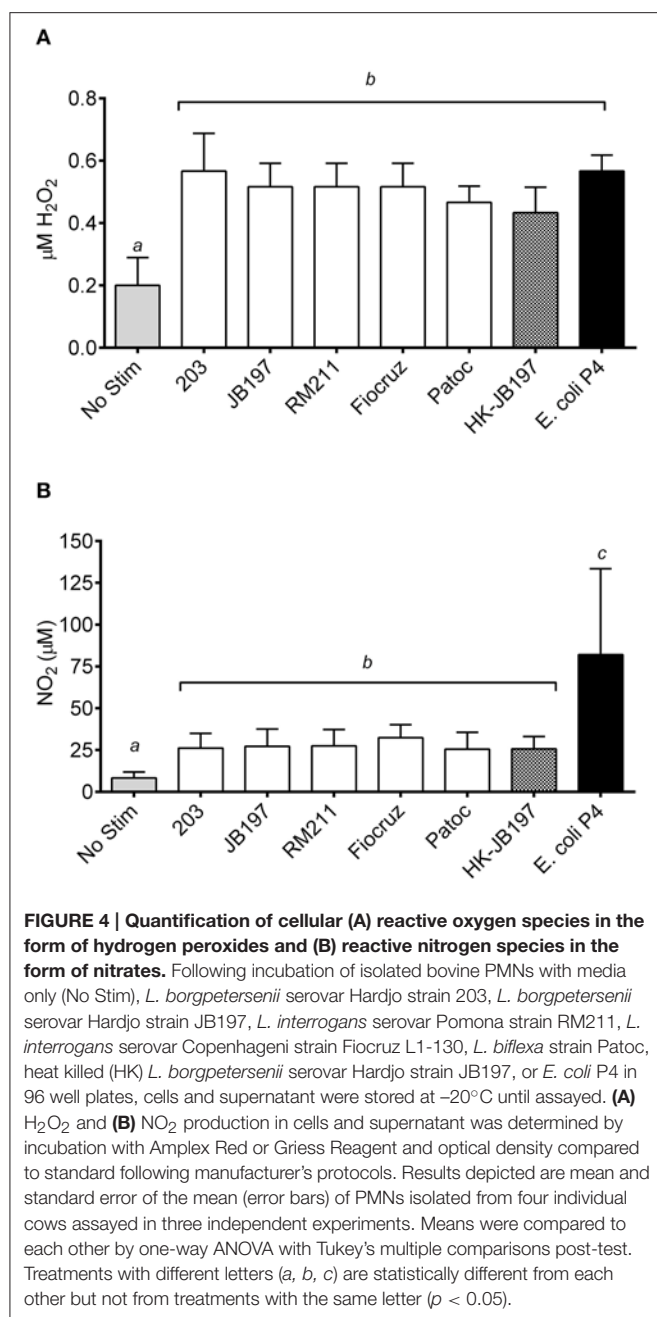 A
b
0.8
0.6
0.4
0.2
0.0
µM H₂O₂
a
No Stim
203
JB197
RM211
Fiocruz
Patoc
HK-JB197
E. coli P4
B
150
125
100
75
50
25
0
NO₂ (µM)
a
b
c
No Stim
203
JB197
RM211
Fiocruz
Patoc
HK-JB197
E. coli P4
FIGURE 4 | Quantification of cellular (A) reactive oxygen species in the
form of hydrogen peroxides and (B) reactive nitrogen species in the
form of nitrates. Following incubation of isolated bovine PMNs with media
only (No Stim), L. borgpetersenii serovar Hardjo strain 203, L. borgpetersenii
serovar Hardjo strain JB197, L. interrogans serovar Pomona strain RM211, L.
interrogans serovar Copenhageni strain Fiocruz L1-130, L. biflexa strain Patoc,
heat killed (HK) L. borgpetersenii serovar Hardjo strain JB197, or E. coli P4 in
96 well plates, cells and supernatant were stored at –20°C until assayed. (A)
H₂O₂ and (B) NO₂ production in cells and supernatant was determined by
incubation with Amplex Red or Griess Reagent and optical density compared
to standard following manufacturer's protocols. Results depicted are mean and
standard error of the mean (error bars) of PMNs isolated from four individual
cows assayed in three independent experiments. Means were compared to
each other by one-way ANOVA with Tukey's multiple comparisons post-test.
Treatments with different letters (a, b, c) are statistically different from each
other but not from treatments with the same letter (p < 0.05).